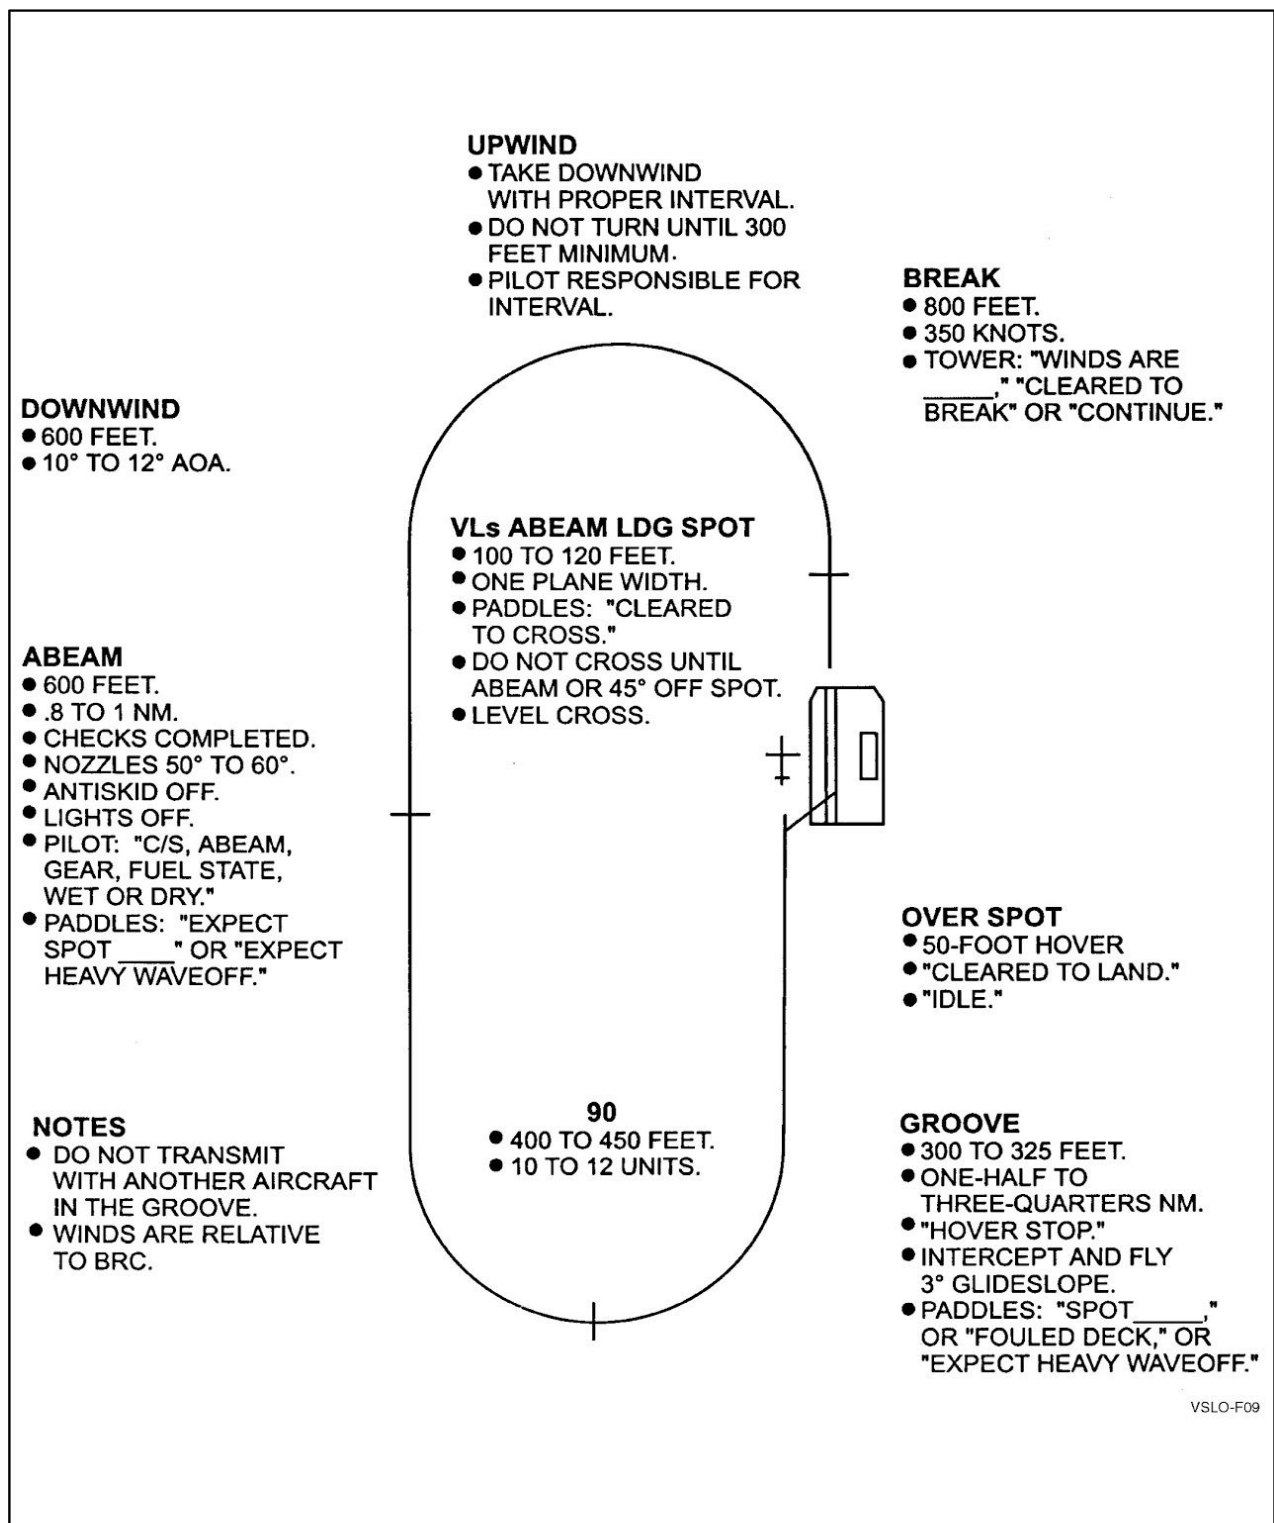 UPWIND
● TAKE DOWNWIND
WITH PROPER INTERVAL.
● DO NOT TURN UNTIL 300
FEET MINIMUM.
● PILOT RESPONSIBLE FOR
INTERVAL.
BREAK
● 800 FEET.
● 350 KNOTS.
● TOWER: "WINDS ARE
_____," "CLEARED TO
BREAK" OR "CONTINUE."
DOWNWIND
● 600 FEET.
● 10° TO 12° AOA.
VLs ABEAM LDG SPOT
● 100 TO 120 FEET.
● ONE PLANE WIDTH.
● PADDLES: "CLEARED
TO CROSS."
● DO NOT CROSS UNTIL
ABEAM OR 45° OFF SPOT.
● LEVEL CROSS.
ABEAM
● 600 FEET.
● .8 TO 1 NM.
● CHECKS COMPLETED.
● NOZZLES 50° TO 60°.
● ANTISKID OFF.
● LIGHTS OFF.
● PILOT: "C/S, ABEAM,
GEAR, FUEL STATE,
WET OR DRY."
● PADDLES: "EXPECT
SPOT ____" OR "EXPECT
HEAVY WAVEOFF."
OVER SPOT
● 50-FOOT HOVER
● "CLEARED TO LAND."
● "IDLE."
90
● 400 TO 450 FEET.
● 10 TO 12 UNITS.
NOTES
● DO NOT TRANSMIT
WITH ANOTHER AIRCRAFT
IN THE GROOVE.
● WINDS ARE RELATIVE
TO BRC.
GROOVE
● 300 TO 325 FEET.
● ONE-HALF TO
THREE-QUARTERS NM.
● "HOVER STOP."
● INTERCEPT AND FLY
3° GLIDESLOPE.
● PADDLES: "SPOT_____,"
OR "FOULED DECK," OR
"EXPECT HEAVY WAVEOFF."
VSLO-F09